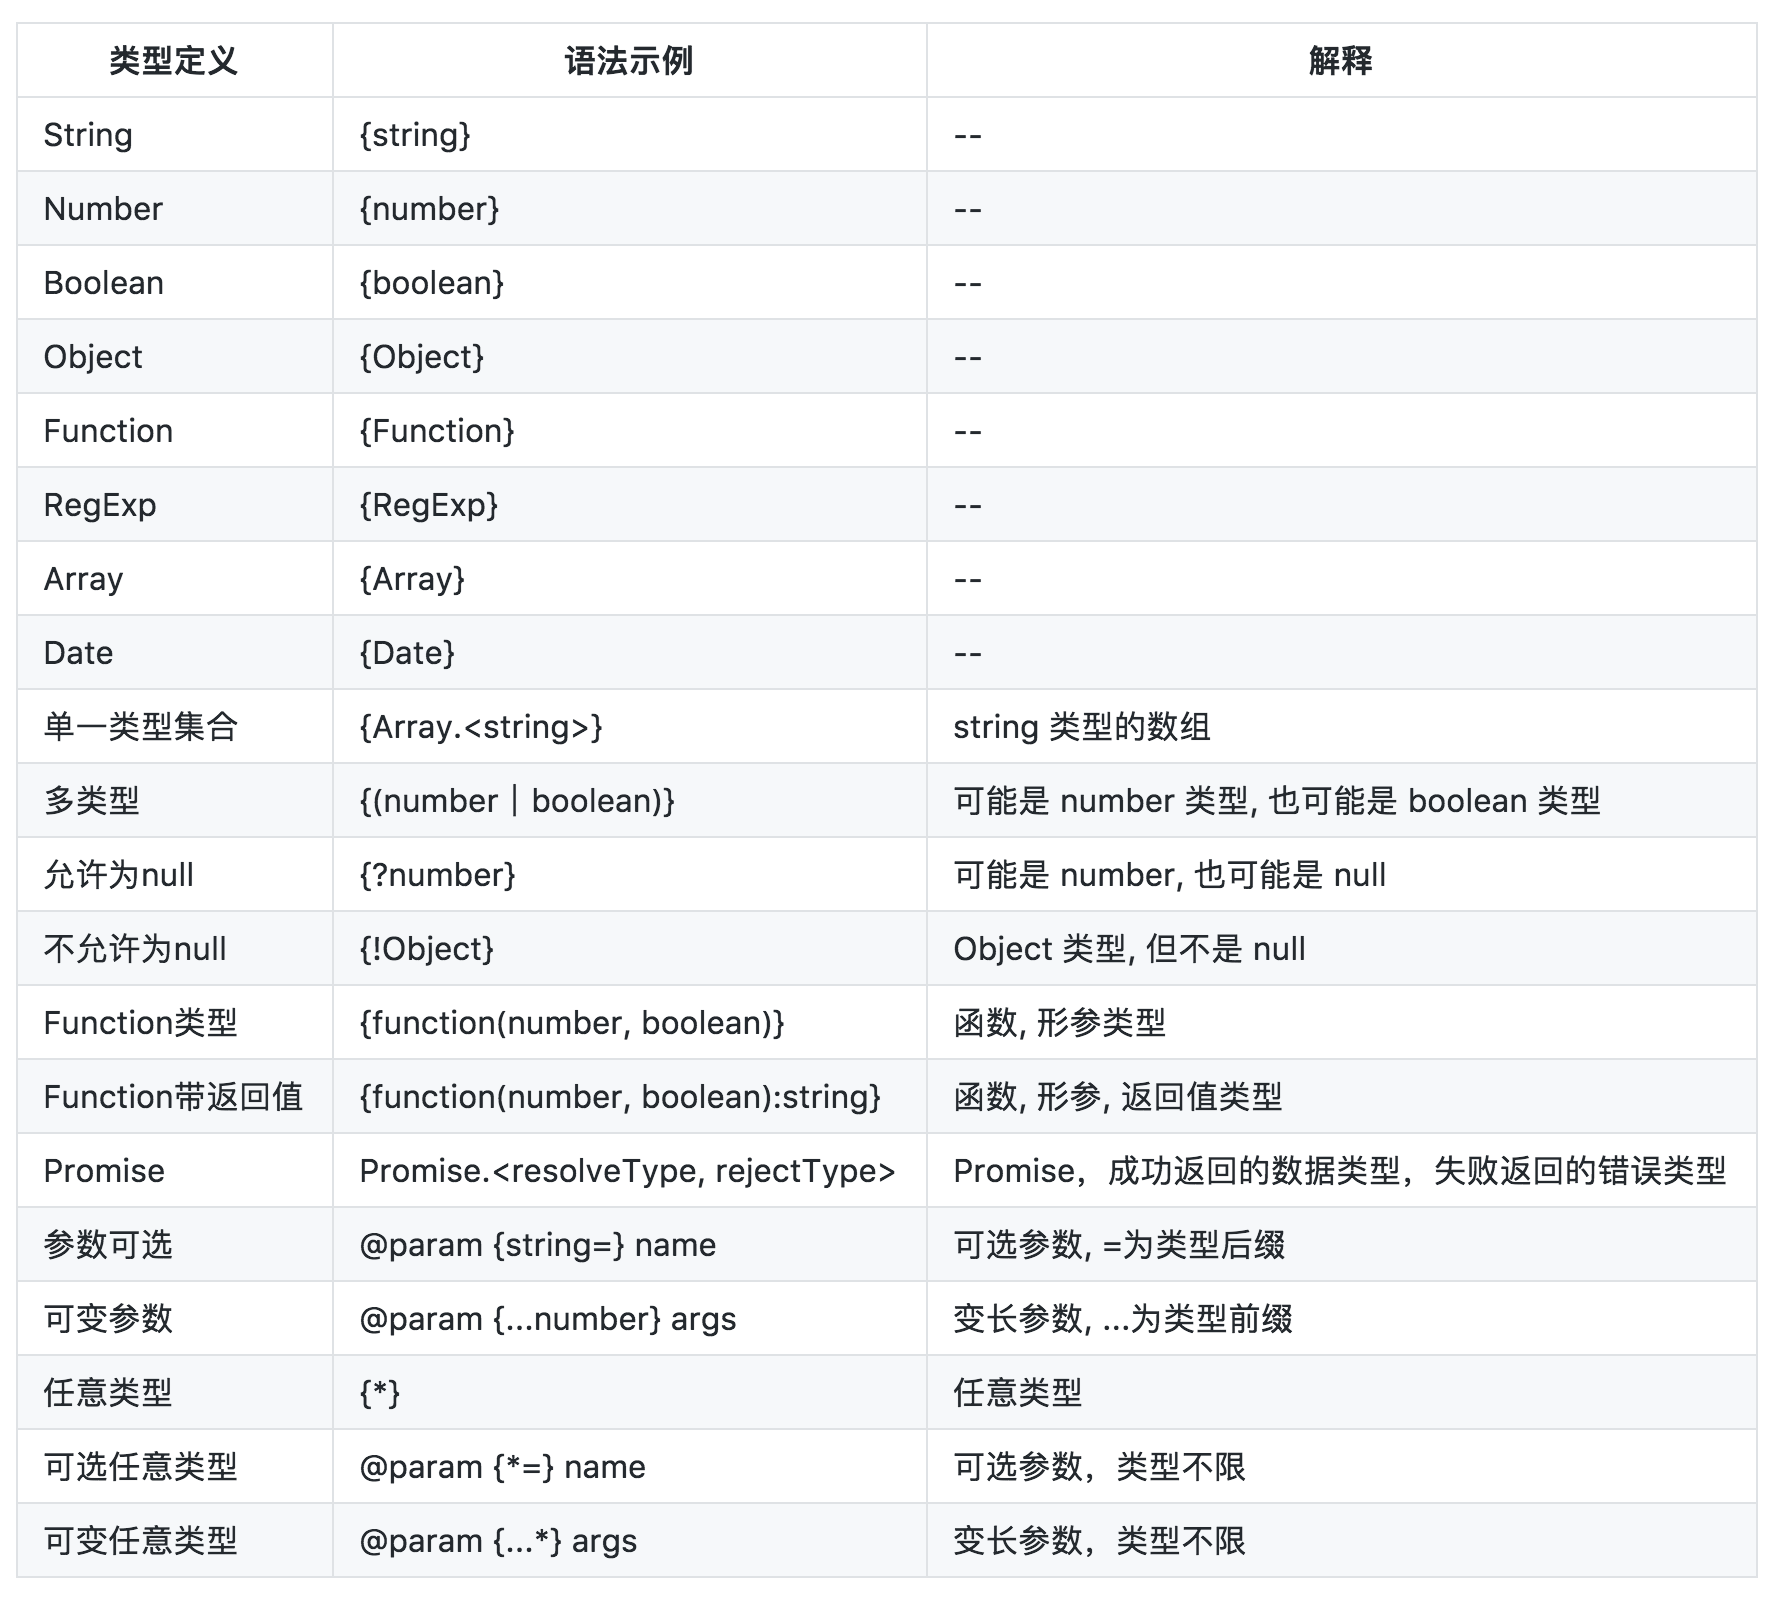 类型定义 语法示例 解释
String {string} --
Number {number} --
Boolean {boolean} --
Object {Object} --
Function {Function} --
RegExp {RegExp} --
Array {Array} --
Date {Date} --
单一类型集合 {Array.<string>} string 类型的数组
多类型 {(number｜boolean)} 可能是 number 类型, 也可能是 boolean 类型
允许为null {?number} 可能是 number, 也可能是 null
不允许为null {!Object} Object 类型, 但不是 null
Function类型 {function(number, boolean)} 函数, 形参类型
Function带返回值 {function(number, boolean):string} 函数, 形参, 返回值类型
Promise Promise.<resolveType, rejectType> Promise，成功返回的数据类型，失败返回的错误类型
参数可选 @param {string=} name 可选参数, =为类型后缀
可变参数 @param {...number} args 变长参数, ...为类型前缀
任意类型 {*} 任意类型
可选任意类型 @param {*=} name 可选参数，类型不限
可变任意类型 @param {...*} args 变长参数，类型不限